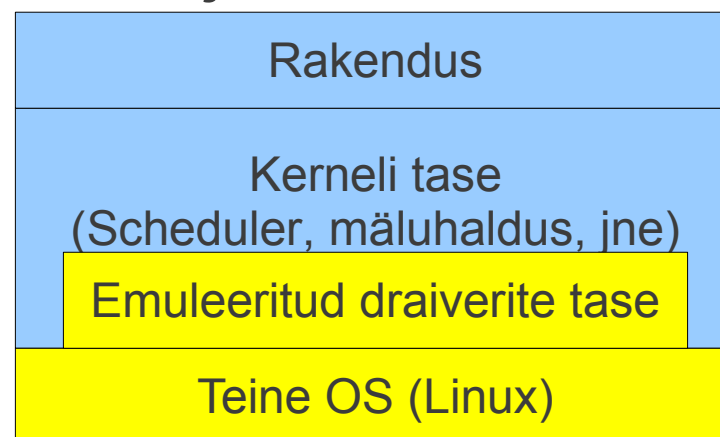 Rakendus
Kerneli tase
(Scheduler, mäluhaldus, jne)
Emuleeritud draiverite tase
Teine OS (Linux)